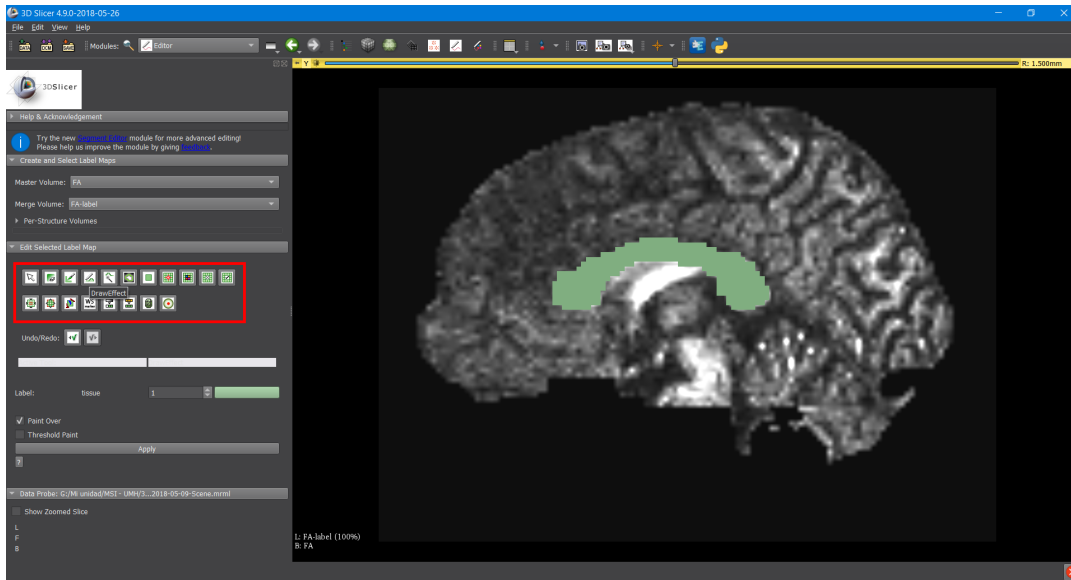 3D Slicer 4.9.0-2018-05-26
File Edit View Help
DATA DCM SAVE Modules: Editor
Y R: 1.500mm
3DSlicer
Help & Acknowledgement
Try the new Segment Editor module for more advanced editing!
Please help us improve the module by giving feedback.
Create and Select Label Maps
Master Volume: FA
Merge Volume: FA-label
Per-Structure Volumes
Edit Selected Label Map
DrawEffect
WS
Undo/Redo:
Label: tissue 1
Paint Over
Threshold Paint
Apply
?
Data Probe: G:/Mi unidad/MSI - UMH/3...2018-05-09-Scene.mrml
Show Zoomed Slice
L
F
B
L: FA-label (100%)
B: FA